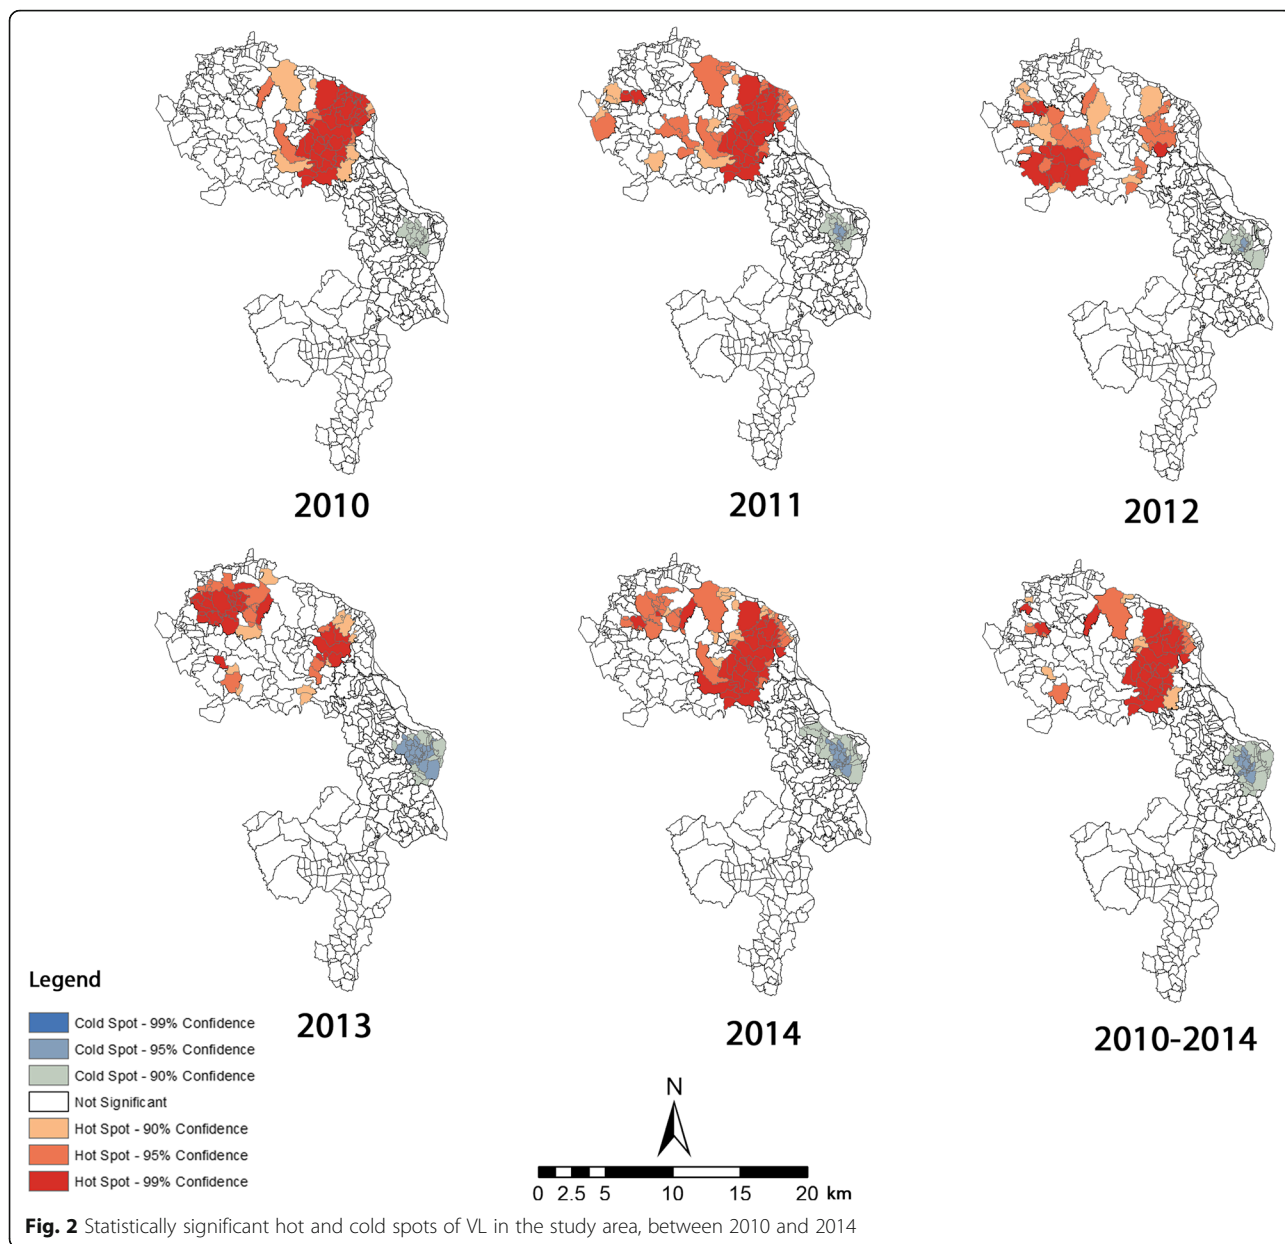 2010
2011
2012
2013
2014
2010-2014
Legend
Cold Spot - 99% Confidence
Cold Spot - 95% Confidence
Cold Spot - 90% Confidence
Not Significant
Hot Spot - 90% Confidence
Hot Spot - 95% Confidence
Hot Spot - 99% Confidence
N
0 2.5 5 10 15 20 km
Fig. 2 Statistically significant hot and cold spots of VL in the study area, between 2010 and 2014